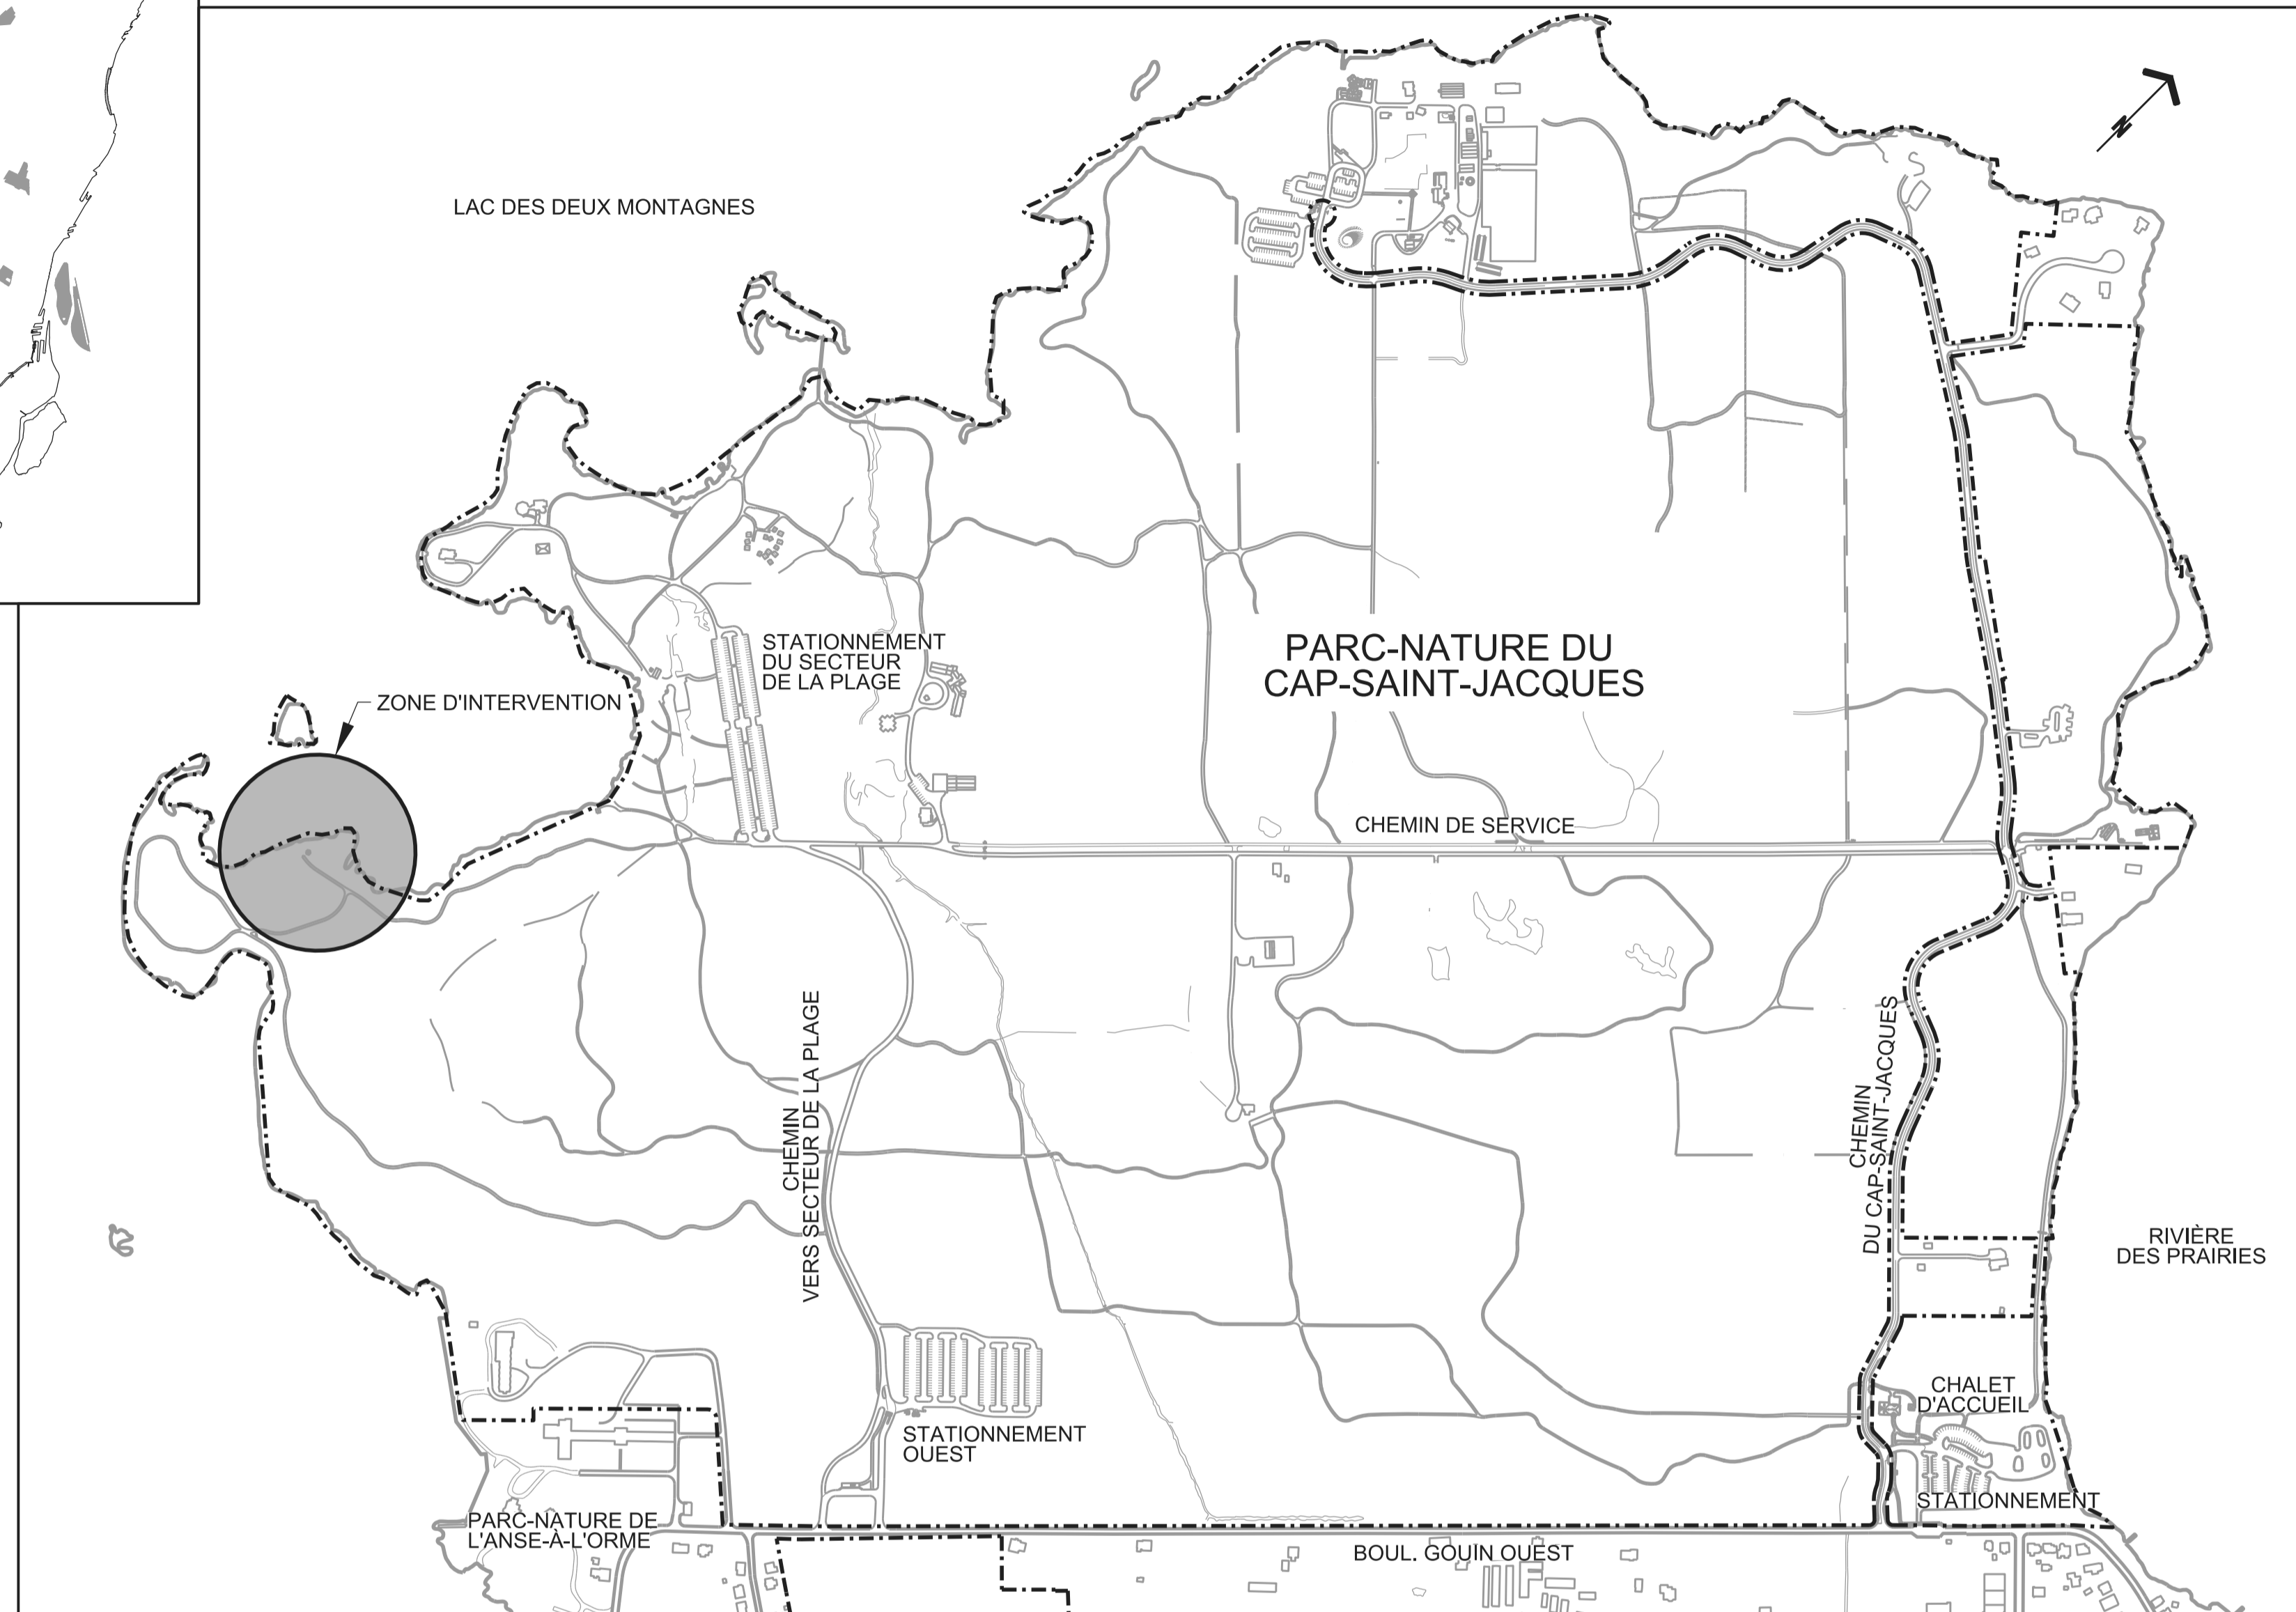 N
LAC DES DEUX MONTAGNES
STATIONNEMENT
DU SECTEUR
DE LA PLAGE
PARC-NATURE DU
CAP-SAINT-JACQUES
ZONE D'INTERVENTION
CHEMIN DE SERVICE
CHEMIN
VERS SECTEUR DE LA PLAGE
CHEMIN
DU CAP-SAINT-JACQUES
RIVIÈRE
DES PRAIRIES
CHALET
D'ACCUEIL
STATIONNEMENT
OUEST
STATIONNEMENT
PARC-NATURE DE
L'ANSE-À-L'ORME
BOUL. GOUIN OUEST